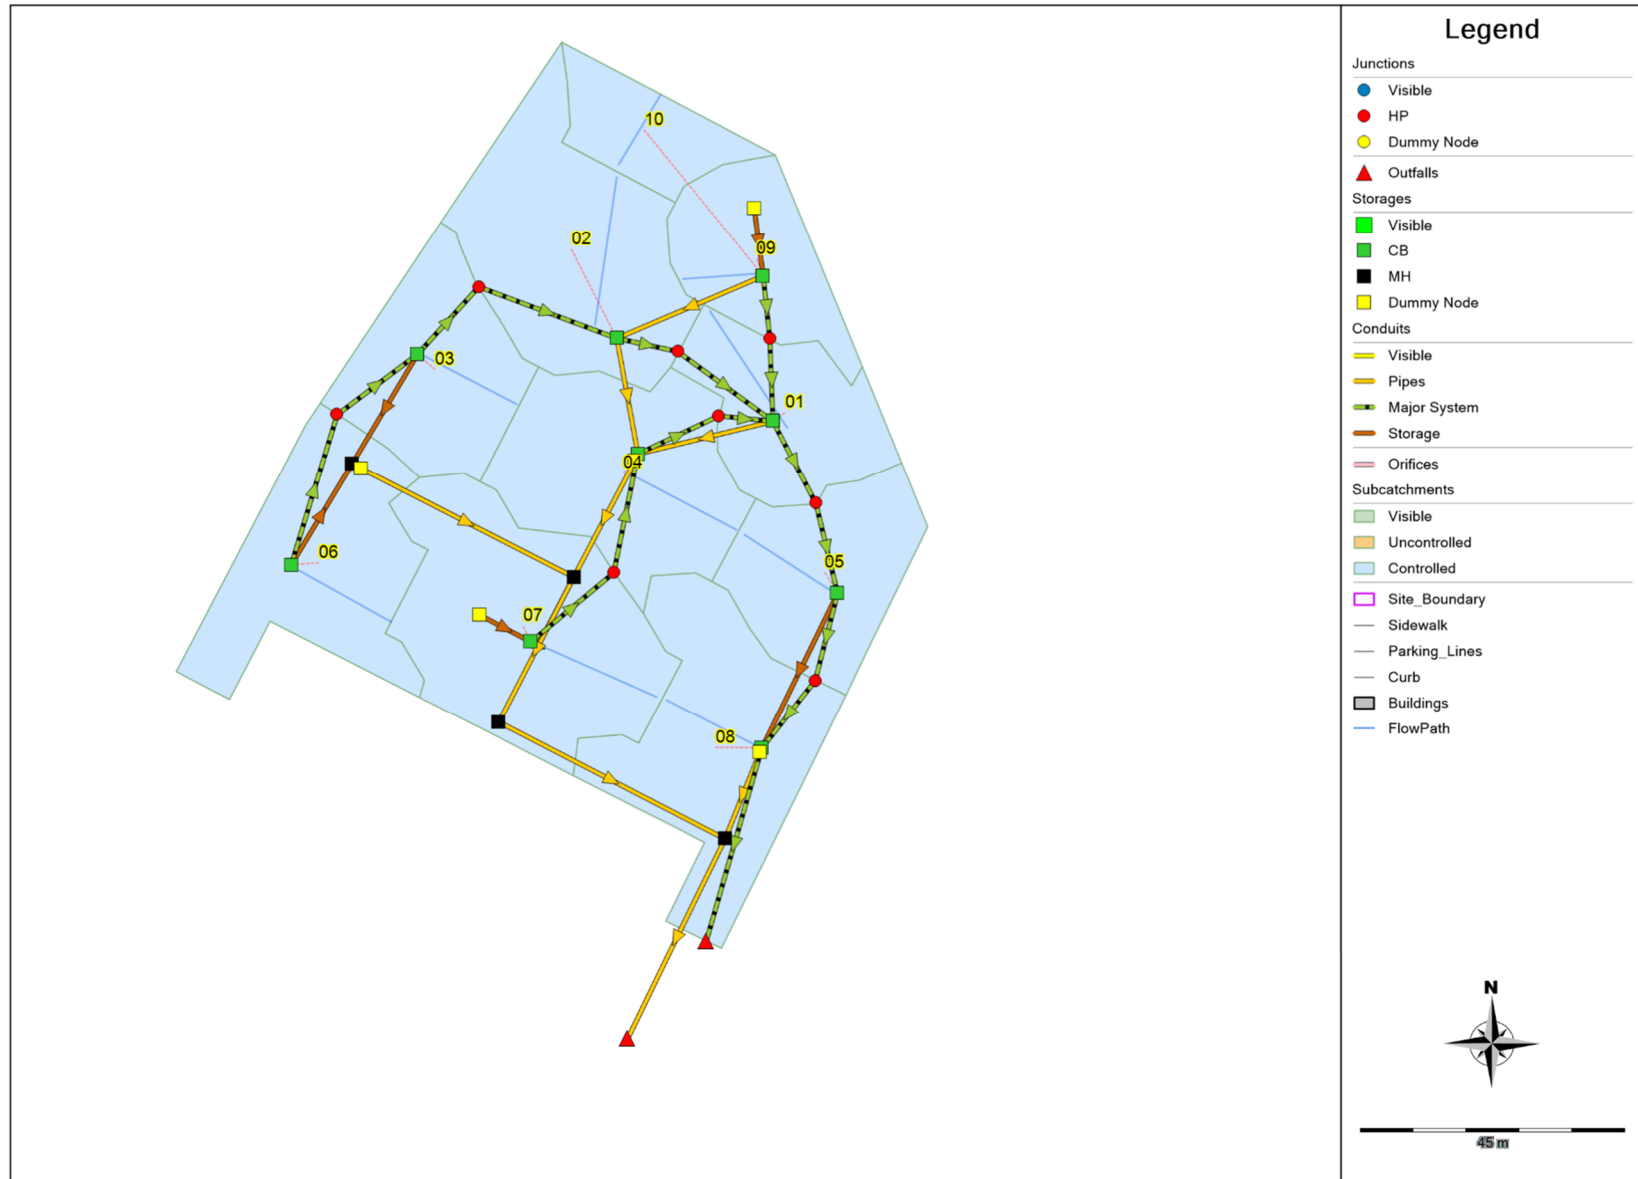 10
02
09
03
01
04
06
05
07
08
Legend
Junctions
Visible
HP
Dummy Node
Outfalls
Storages
Visible
CB
MH
Dummy Node
Conduits
Visible
Pipes
Major System
Storage
Orifices
Subcatchments
Visible
Uncontrolled
Controlled
Site_Boundary
Sidewalk
Parking_Lines
Curb
Buildings
FlowPath
N
45 m